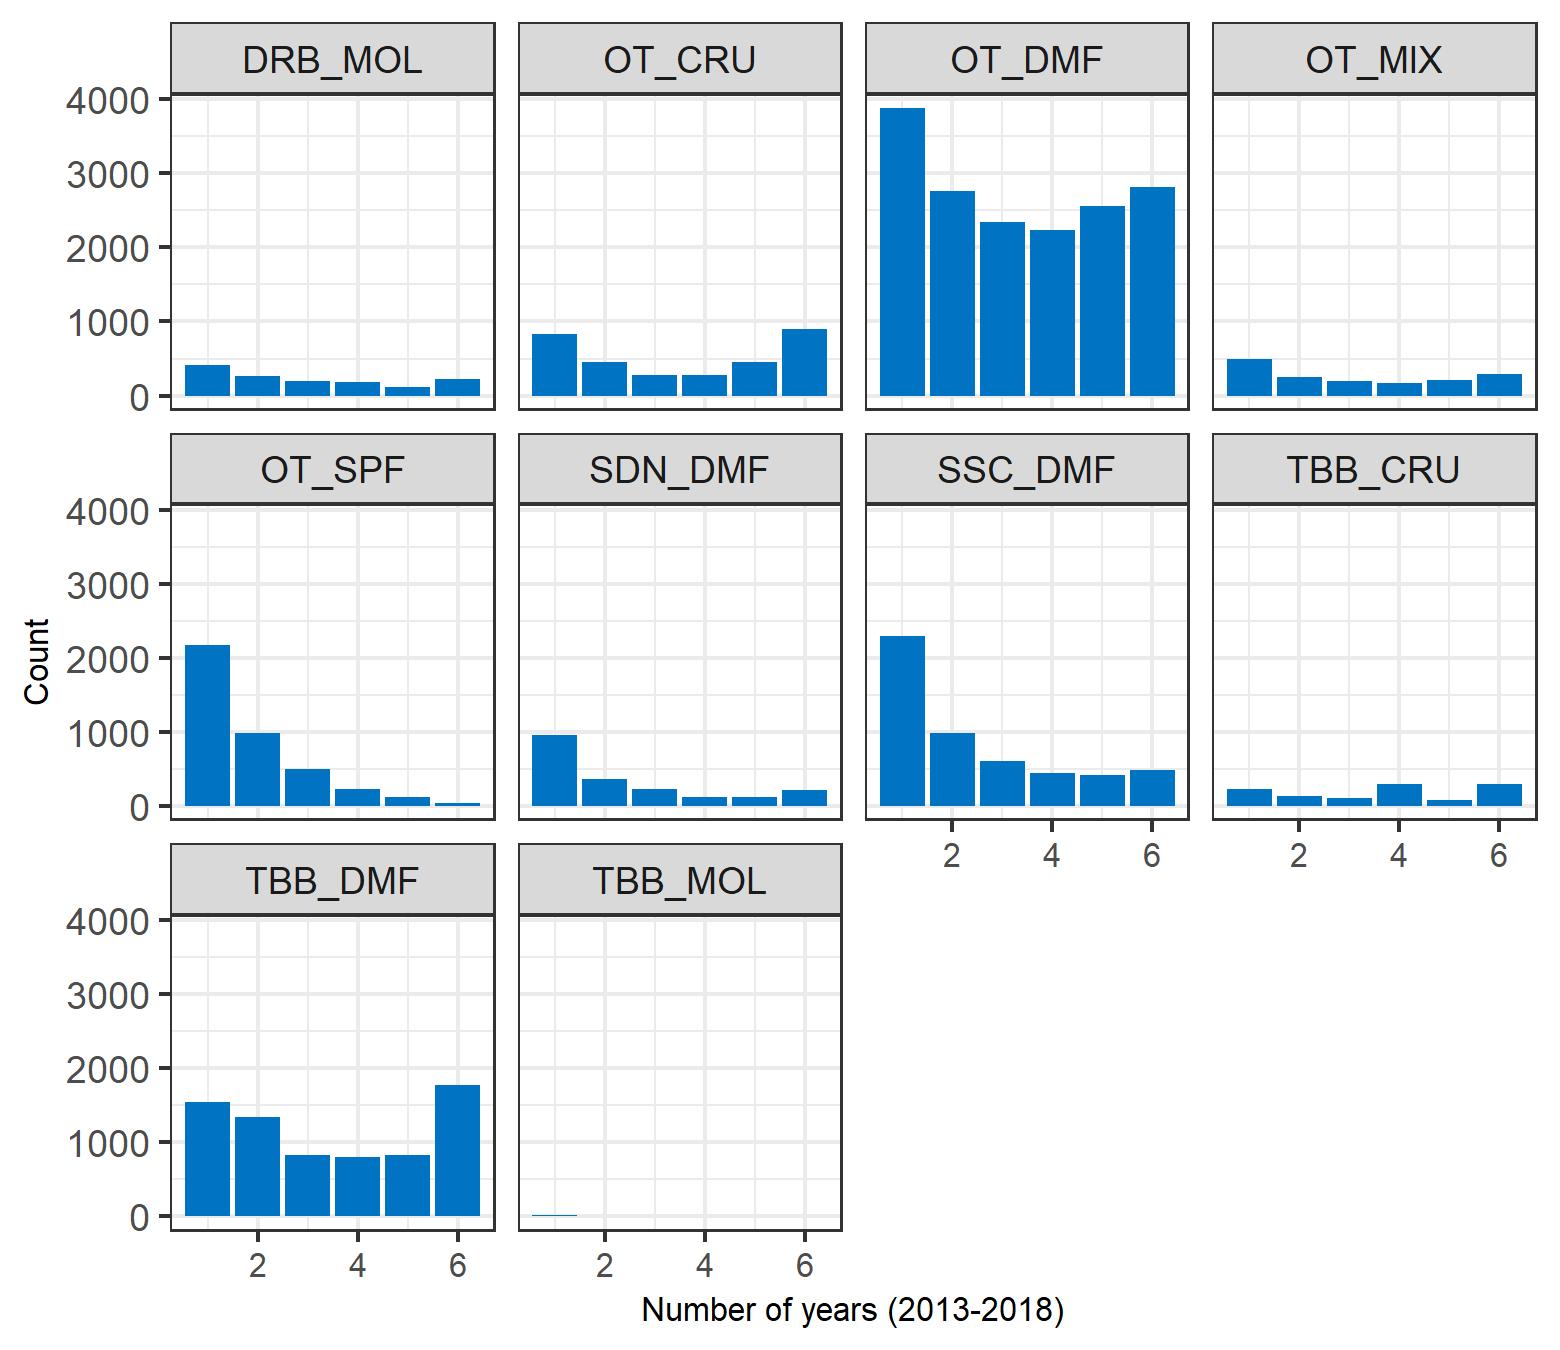 DRB_MOL OT_CRU OT_DMF OT_MIX
4000
3000
2000
1000
0
OT_SPF SDN_DMF SSC_DMF TBB_CRU
4000
3000
2000
1000
0
2 4 6 2 4 6
TBB_DMF TBB_MOL
4000
3000
2000
1000
0
2 4 6 2 4 6
Count
Number of years (2013-2018)